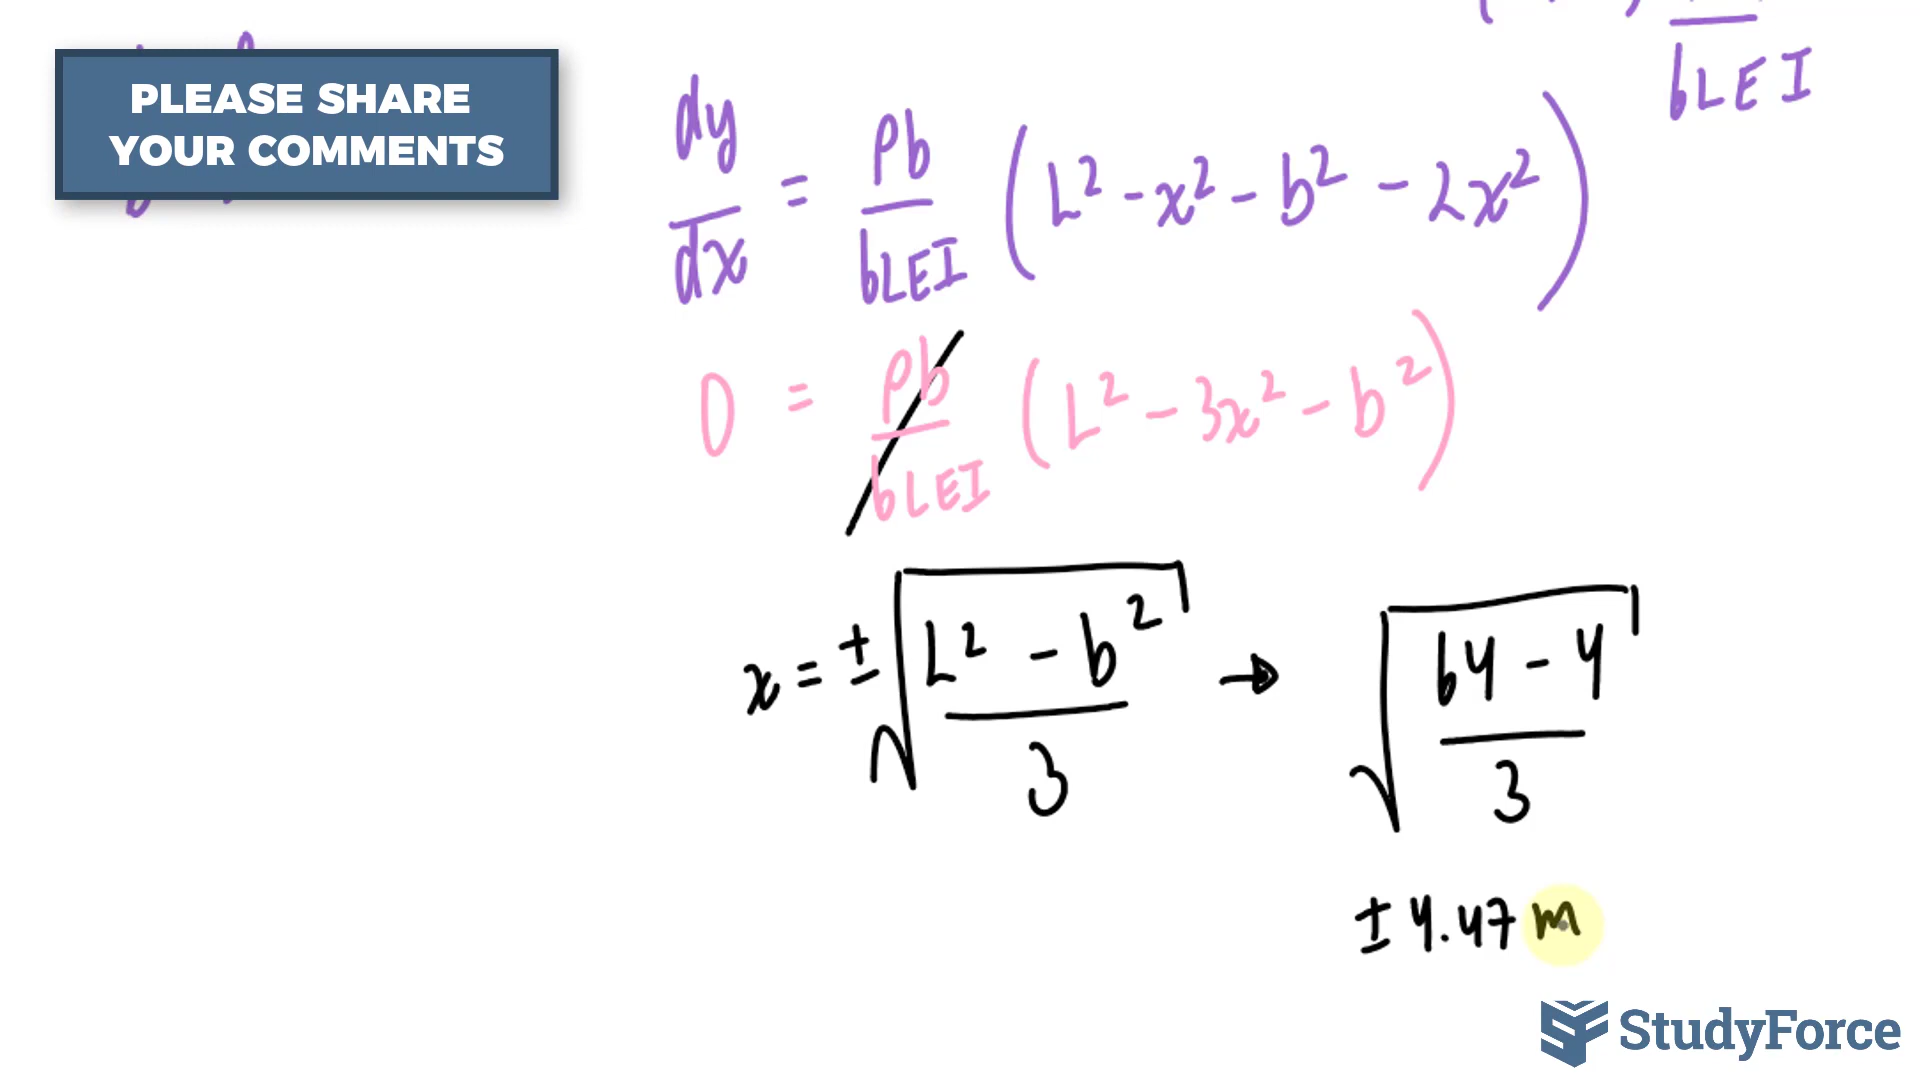 PLEASE SHARE
YOUR COMMENTS
6LEI
dy/dx = Pb/6LEI (L² - x² - b² - 2x²)
0 = Pb/6LEI (L² - 3x² - b²)
x = ± √((L² - b²)/3) → √((64 - 4)/3)
± 4.47 m
StudyForce